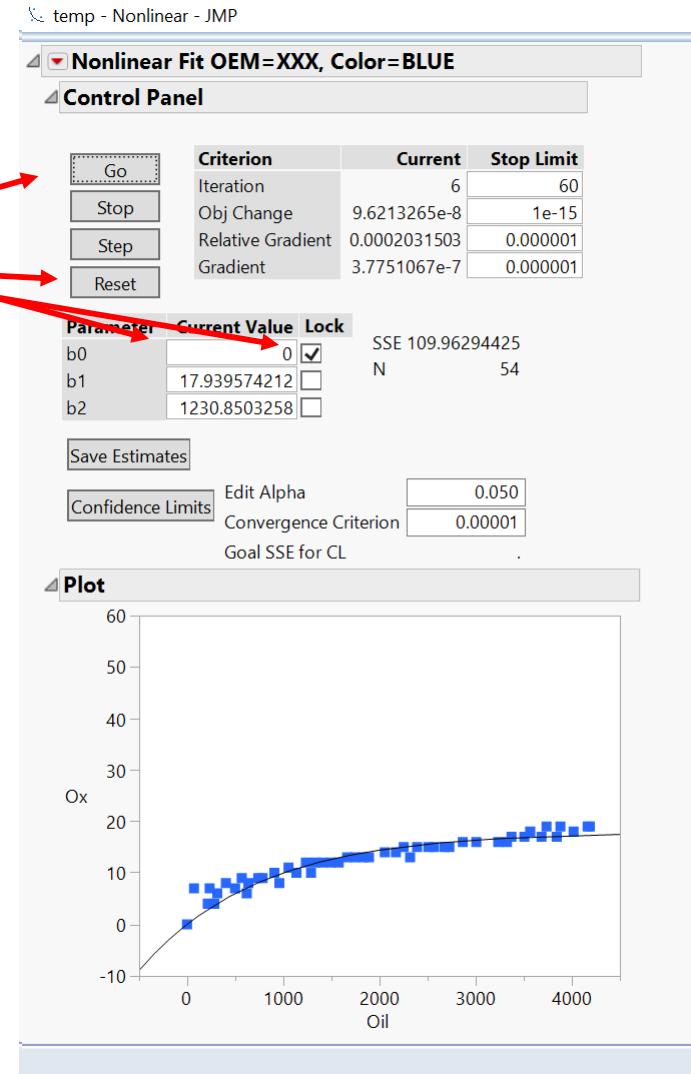 temp - Nonlinear - JMP
Nonlinear Fit OEM=XXX, Color=BLUE
Control Panel
Go
Stop
Step
Reset
Criterion Current Stop Limit
Iteration 6 60
Obj Change 9.6213265e-8 1e-15
Relative Gradient 0.0002031503 0.000001
Gradient 3.7751067e-7 0.000001
Parameter Current Value Lock
b0 0
b1 17.939574212
b2 1230.8503258
SSE 109.96294425
N 54
Save Estimates
Confidence Limits
Edit Alpha 0.050
Convergence Criterion 0.00001
Goal SSE for CL .
Plot
60
50
40
30
20
10
0
-10
Ox
0 1000 2000 3000 4000
Oil